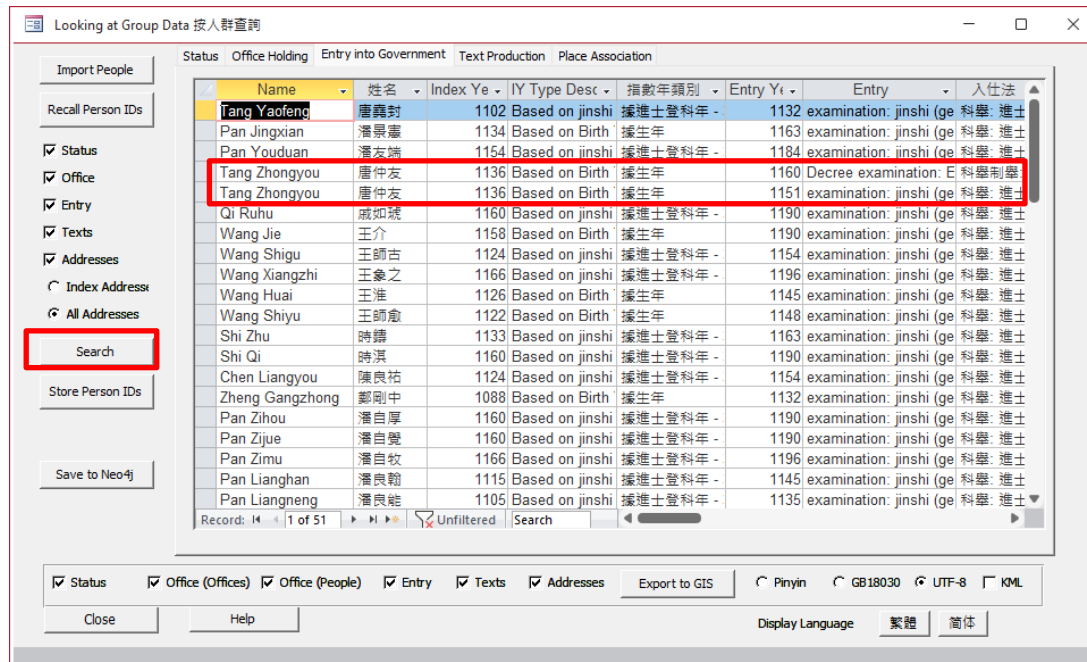 Looking at Group Data 按人群查詢
Import People
Recall Person IDs
Status
Office
Entry
Texts
Addresses
Index Addresse
All Addresses
Search
Store Person IDs
Save to Neo4j
Status Office Holding Entry into Government Text Production Place Association
Name 姓名 Index Ye IY Type Desc 指數年類別 Entry Ye Entry 入仕法
Tang Yaofeng 唐堯封 1102 Based on jinshi 據進士登科年 - 1132 examination: jinshi (ge 科舉: 進士
Pan Jingxian 潘景憲 1134 Based on Birth 據生年 1163 examination: jinshi (ge 科舉: 進士
Pan Youduan 潘友端 1154 Based on jinshi 據進士登科年 - 1184 examination: jinshi (ge 科舉: 進士
Tang Zhongyou 唐仲友 1136 Based on Birth 據生年 1160 Decree examination: E 科舉制舉:
Tang Zhongyou 唐仲友 1136 Based on Birth 據生年 1151 examination: jinshi (ge 科舉: 進士
Qi Ruhu 戚如琥 1160 Based on jinshi 據進士登科年 - 1190 examination: jinshi (ge 科舉: 進士
Wang Jie 王介 1158 Based on Birth 據生年 1190 examination: jinshi (ge 科舉: 進士
Wang Shigu 王師古 1124 Based on jinshi 據進士登科年 - 1154 examination: jinshi (ge 科舉: 進士
Wang Xiangzhi 王象之 1166 Based on jinshi 據進士登科年 - 1196 examination: jinshi (ge 科舉: 進士
Wang Huai 王淮 1126 Based on Birth 據生年 1145 examination: jinshi (ge 科舉: 進士
Wang Shiyu 王師愈 1122 Based on Birth 據生年 1148 examination: jinshi (ge 科舉: 進士
Shi Zhu 時鑄 1133 Based on jinshi 據進士登科年 - 1163 examination: jinshi (ge 科舉: 進士
Shi Qi 時淇 1160 Based on jinshi 據進士登科年 - 1190 examination: jinshi (ge 科舉: 進士
Chen Liangyou 陳良祐 1124 Based on jinshi 據進士登科年 - 1154 examination: jinshi (ge 科舉: 進士
Zheng Gangzhong 鄭剛中 1088 Based on Birth 據生年 1132 examination: jinshi (ge 科舉: 進士
Pan Zihou 潘自厚 1160 Based on jinshi 據進士登科年 - 1190 examination: jinshi (ge 科舉: 進士
Pan Zijue 潘自覺 1160 Based on jinshi 據進士登科年 - 1190 examination: jinshi (ge 科舉: 進士
Pan Zimu 潘自牧 1166 Based on jinshi 據進士登科年 - 1196 examination: jinshi (ge 科舉: 進士
Pan Lianghan 潘良翰 1115 Based on jinshi 據進士登科年 - 1145 examination: jinshi (ge 科舉: 進士
Pan Liangneng 潘良能 1105 Based on jinshi 據進士登科年 - 1135 examination: jinshi (ge 科舉: 進士
Record: 1 of 51 Unfiltered Search
Status Office (Offices) Office (People) Entry Texts Addresses Export to GIS Pinyin GB18030 UTF-8 KML
Close Help Display Language 繁體 简体